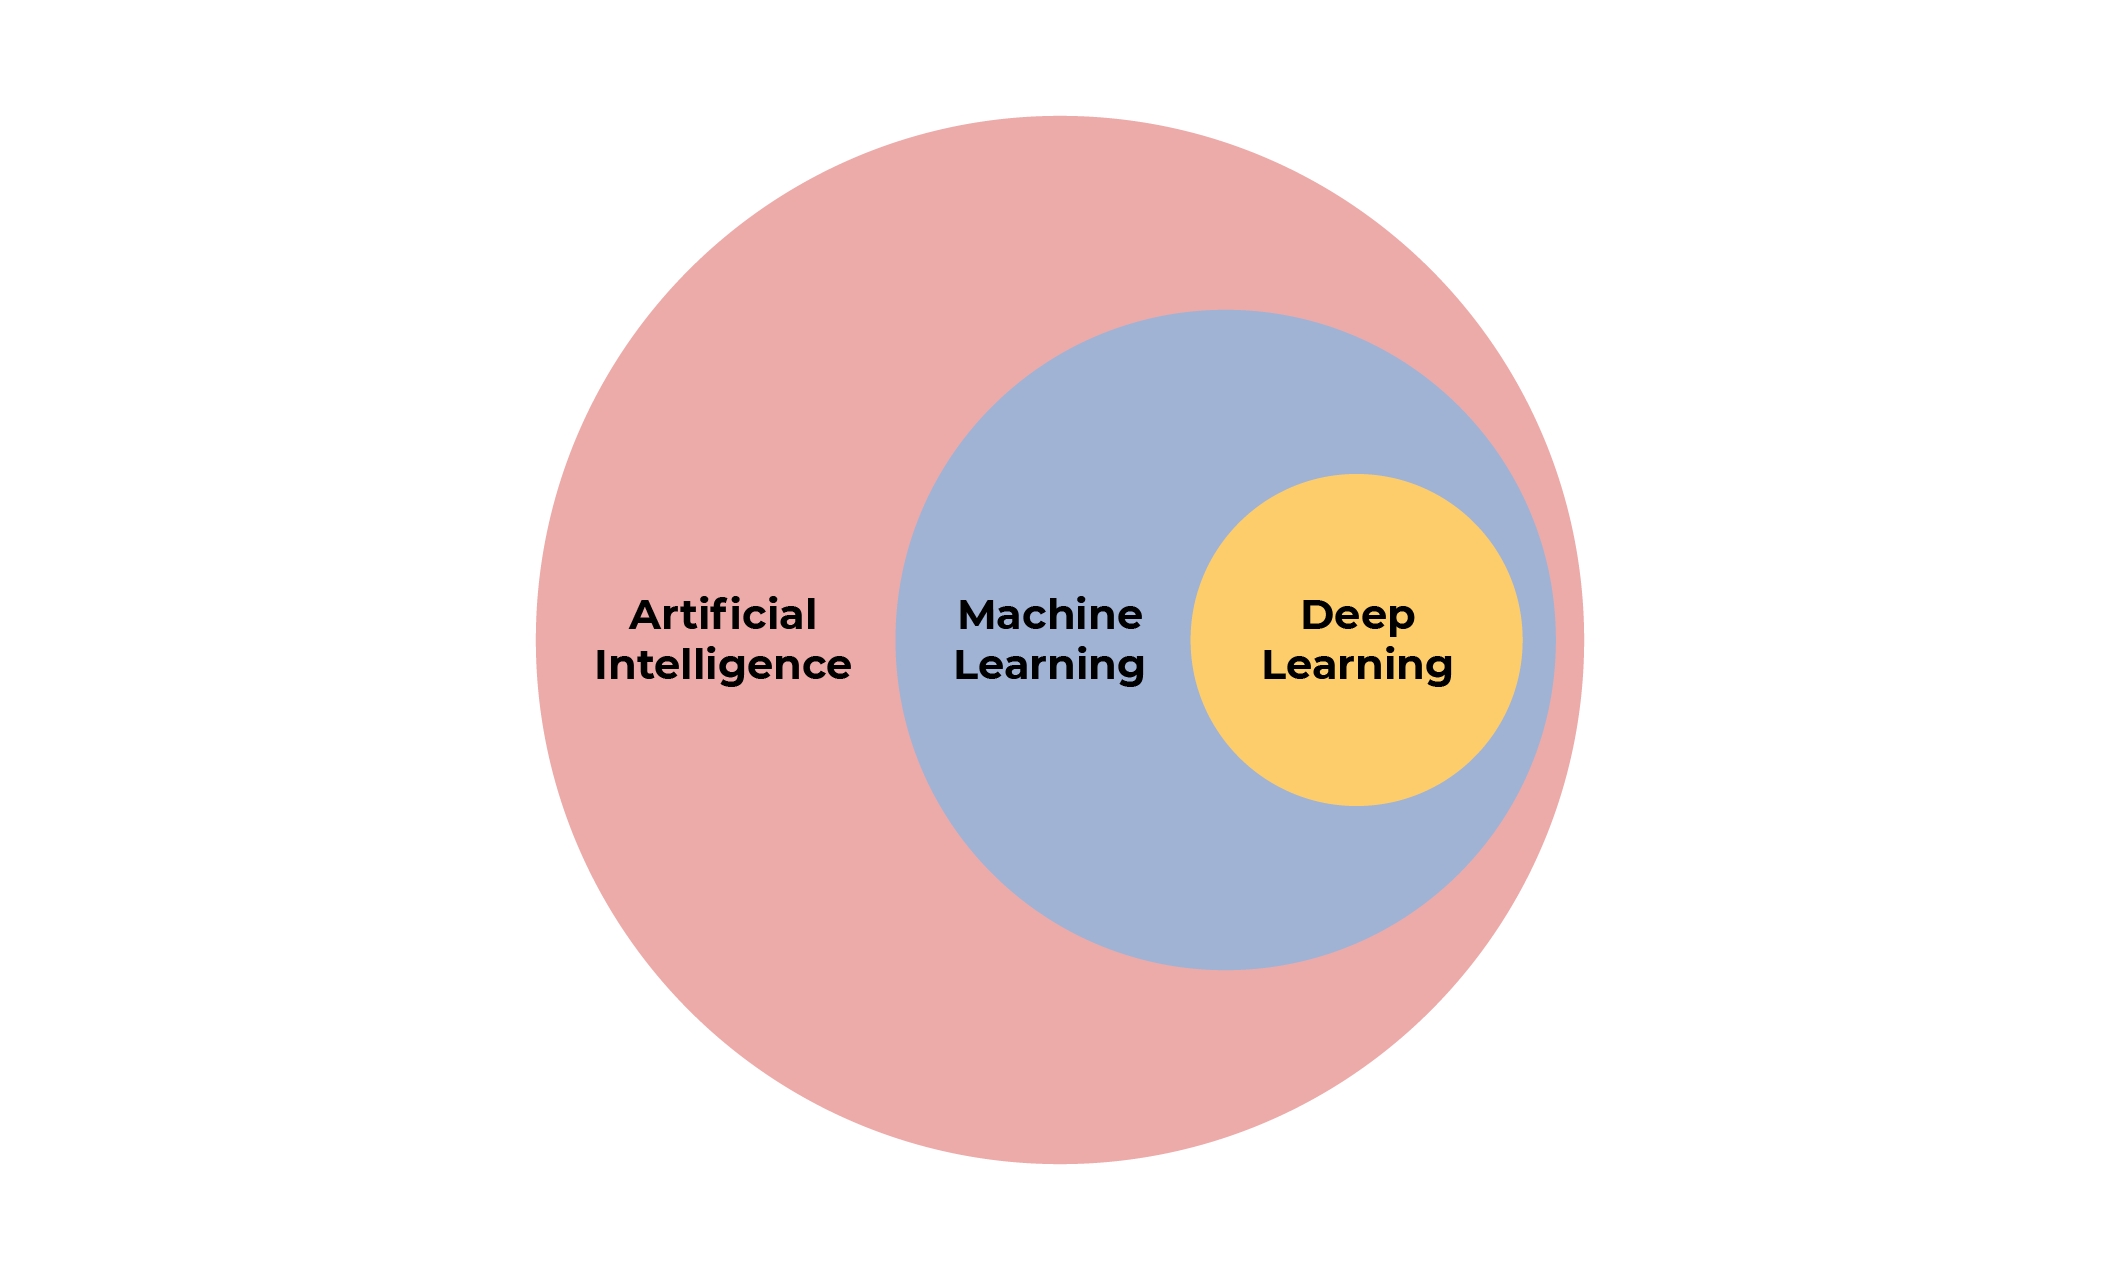 Artificial
Intelligence
Machine
Learning
Deep
Learning